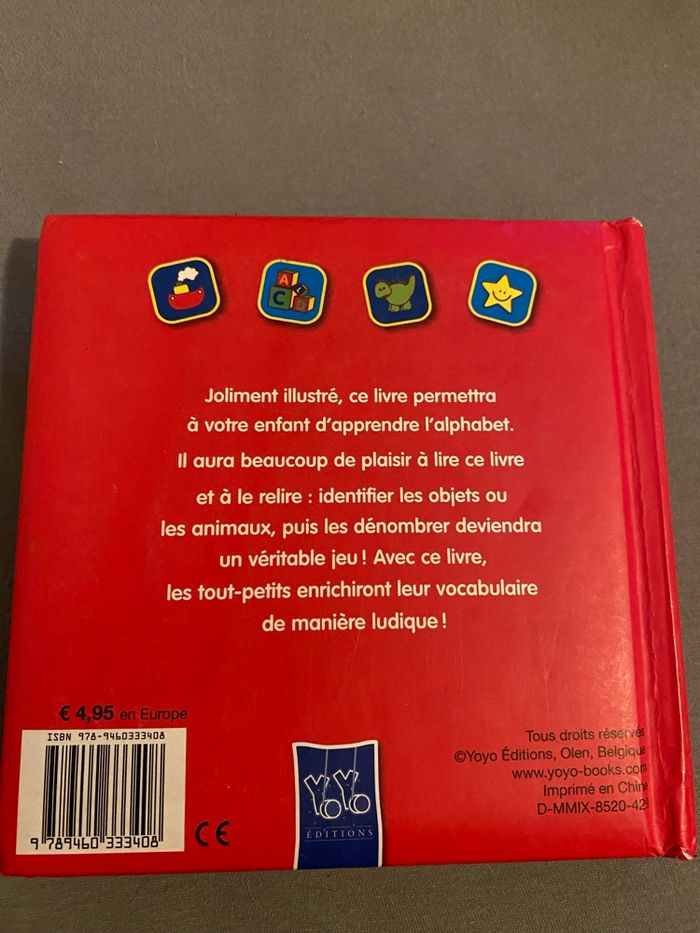 A
C
Joliment illustré, ce livre permettra
à votre enfant d'apprendre l'alphabet.
Il aura beaucoup de plaisir à lire ce livre
et à le relire : identifier les objets ou
les animaux, puis les dénombrer deviendra
un véritable jeu ! Avec ce livre,
les tout-petits enrichiront leur vocabulaire
de manière ludique !
€ 4,95 en Europe
ISBN 978-9460333408
9 789460 333408
CE
YOYO
ÉDITIONS
Tous droits réservés
©Yoyo Éditions, Olen, Belgique
www.yoyo-books.com
Imprimé en Chine
D-MMIX-8520-429